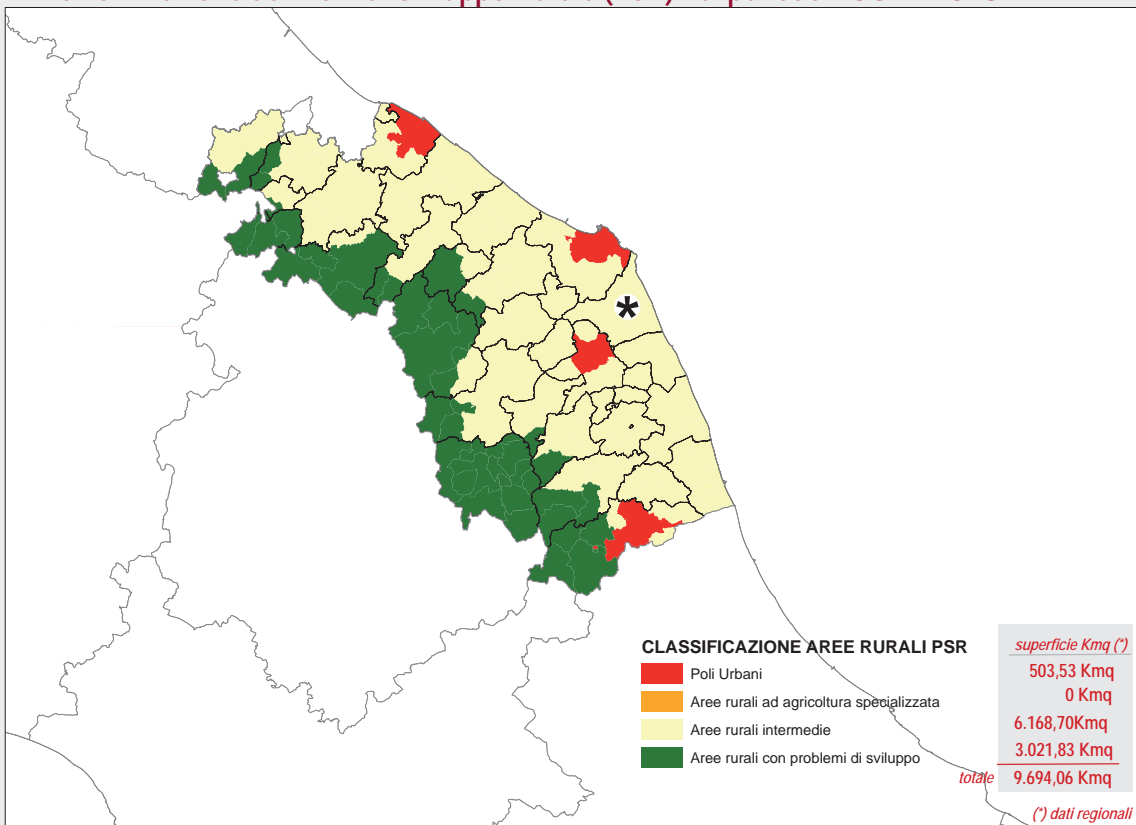 *
CLASSIFICAZIONE AREE RURALI PSR
superficie Kmq (*)
Poli Urbani
503,53 Kmq
Aree rurali ad agricoltura specializzata
0 Kmq
Aree rurali intermedie
6.168,70Kmq
Aree rurali con problemi di sviluppo
3.021,83 Kmq
totale 9.694,06 Kmq
(*) dati regionali